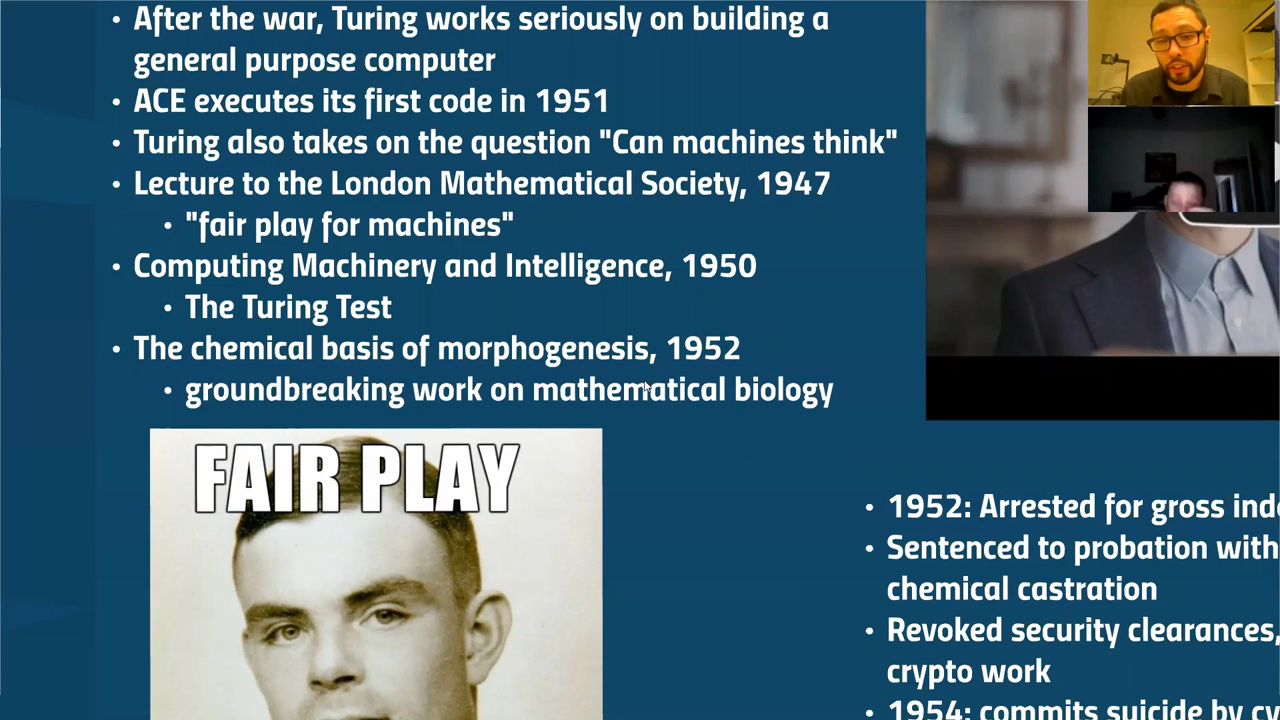 After the war, Turing works seriously on building a
general purpose computer
ACE executes its first code in 1951
Turing also takes on the question "Can machines think"
Lecture to the London Mathematical Society, 1947
"fair play for machines"
Computing Machinery and Intelligence, 1950
The Turing Test
The chemical basis of morphogenesis, 1952
groundbreaking work on mathematical biology
FAIR PLAY
1952: Arrested for gross
Sentenced to probation with
chemical castration
Revoked security clearances,
crypto work
1954: commits suicide by